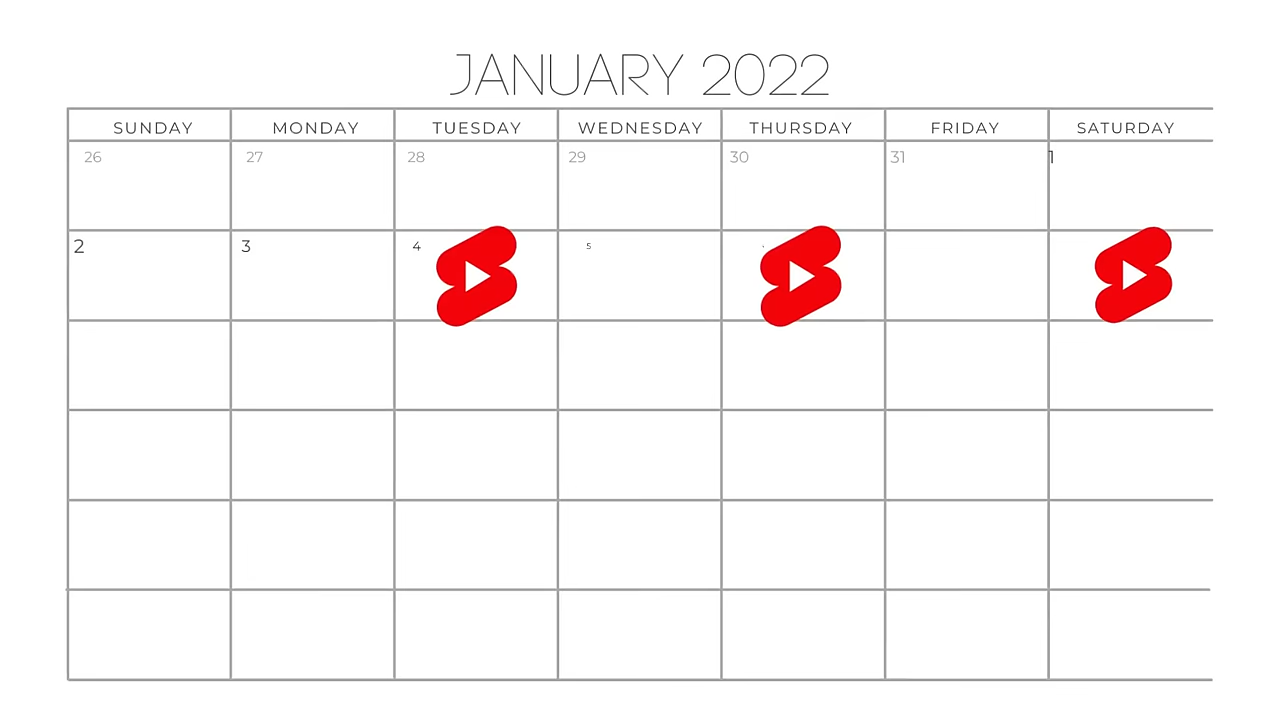 JANUARY 2022
SUNDAY MONDAY TUESDAY WEDNESDAY THURSDAY FRIDAY SATURDAY
26 27 28 29 30 31 1
2 3 4 5